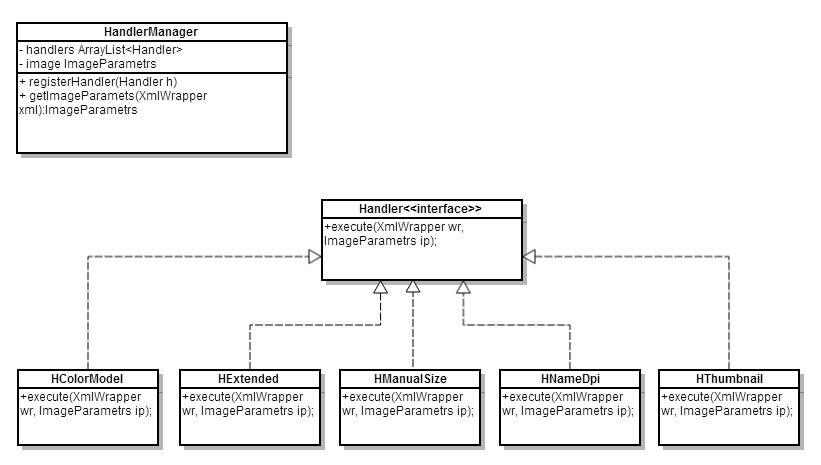 HandlerManager
- handlers ArrayList<Handler>
- image ImageParametrs
+ registerHandler(Handler h)
+ getImageParamets(XmlWrapper
xml):ImageParametrs
Handler<<interface>>
+execute(XmlWrapper wr,
ImageParametrs ip);
HColorModel
+execute(XmlWrapper
wr, ImageParametrs ip);
HExtended
+execute(XmlWrapper
wr, ImageParametrs ip);
HManualSize
+execute(XmlWrapper
wr, ImageParametrs ip);
HNameDpi
+execute(XmlWrapper
wr, ImageParametrs ip);
HThumbnail
+execute(XmlWrapper
wr, ImageParametrs ip);